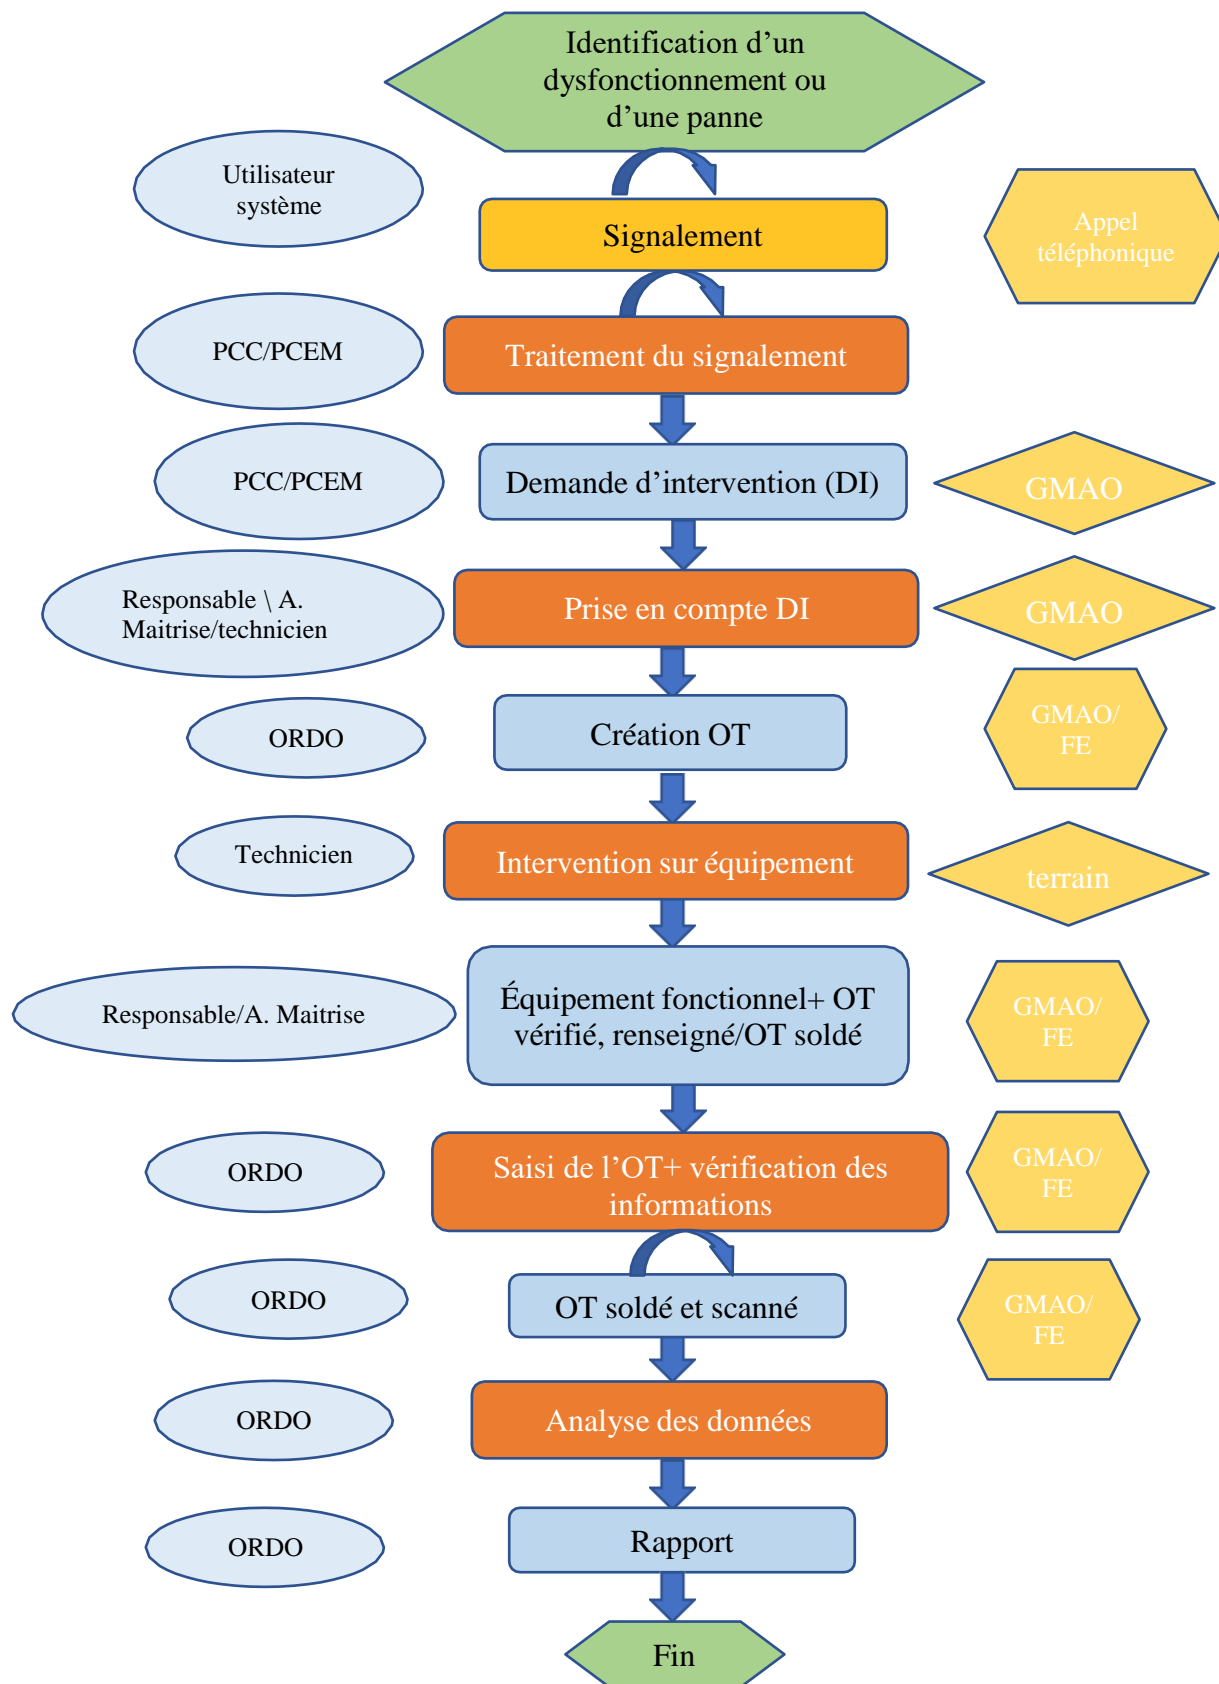 Identification d’un
dysfonctionnement ou
d’une panne
Utilisateur
système
Signalement
Appel
téléphonique
PCC/PCEM
Traitement du signalement
PCC/PCEM
Demande d’intervention (DI)
GMAO
Responsable \ A.
Maitrise/technicien
Prise en compte DI
GMAO
ORDO
Création OT
GMAO/
FE
Technicien
Intervention sur équipement
terrain
Responsable/A. Maitrise
Équipement fonctionnel+ OT
vérifié, renseigné/OT soldé
GMAO/
FE
ORDO
Saisi de l’OT+ vérification des
informations
GMAO/
FE
ORDO
OT soldé et scanné
GMAO/
FE
ORDO
Analyse des données
ORDO
Rapport
Fin